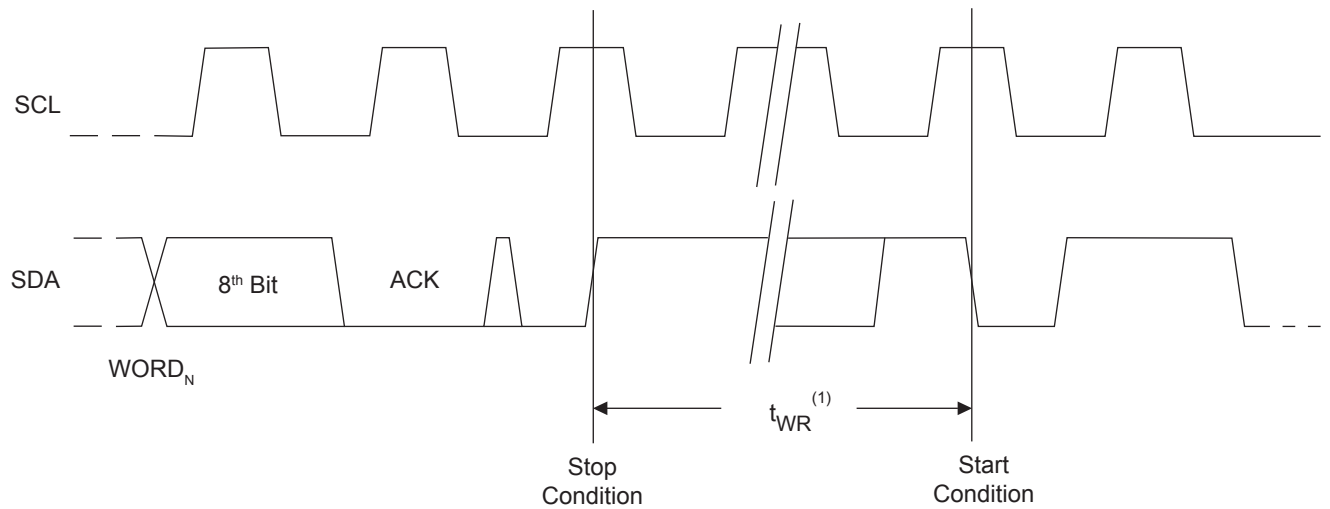 SCL
SDA
8th Bit
ACK
WORDN
tWR(1)
Stop
Condition
Start
Condition